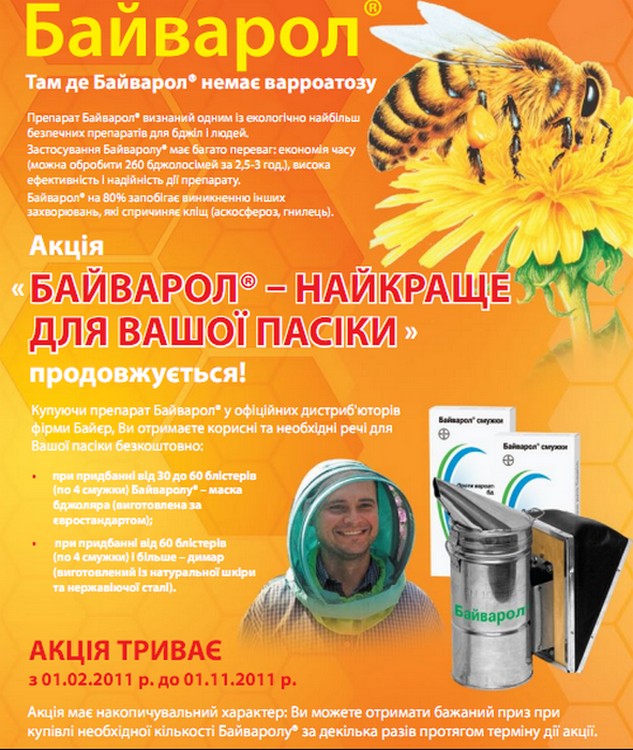 Байварол®
Там де Байварол® немає варроатозу
Препарат Байварол® визнаний одним із екологічно найбільш
безпечних препаратів для бджіл і людей.
Застосування Байваролу® має багато переваг: економія часу
(можна обробити 260 бджолосімей за 2,5-3 год.), висока
ефективність і надійність дії препарату.
Байварол® на 80% запобігає виникненню інших
захворювань, які спричиняє кліщ (аскосфероз, гнилець).
Акція
«БАЙВАРОЛ® – НАЙКРАЩЕ
ДЛЯ ВАШОЇ ПАСІКИ»
продовжується!
Купуючи препарат Байварол® у офіційних дистриб'юторів
фірми Байєр, Ви отримаєте корисні та необхідні речі для
Вашої пасіки безкоштовно:
• при придбанні від 30 до 60 блістерів
(по 4 смужки) Байваролу® – маска
бджоляра (виготовлена за
євростандартом);
• при придбанні від 60 блістерів
(по 4 смужки) і більше – димар
(виготовлений із натуральної шкіри
та нержавіючої сталі).
Байварол® смужки
Байварол® смужки
Байварол
АКЦІЯ ТРИВАЄ
з 01.02.2011 р. до 01.11.2011 р.
Акція має накопичувальний характер: Ви можете отримати бажаний приз при
купівлі необхідної кількості Байваролу® за декілька разів протягом терміну дії акції.